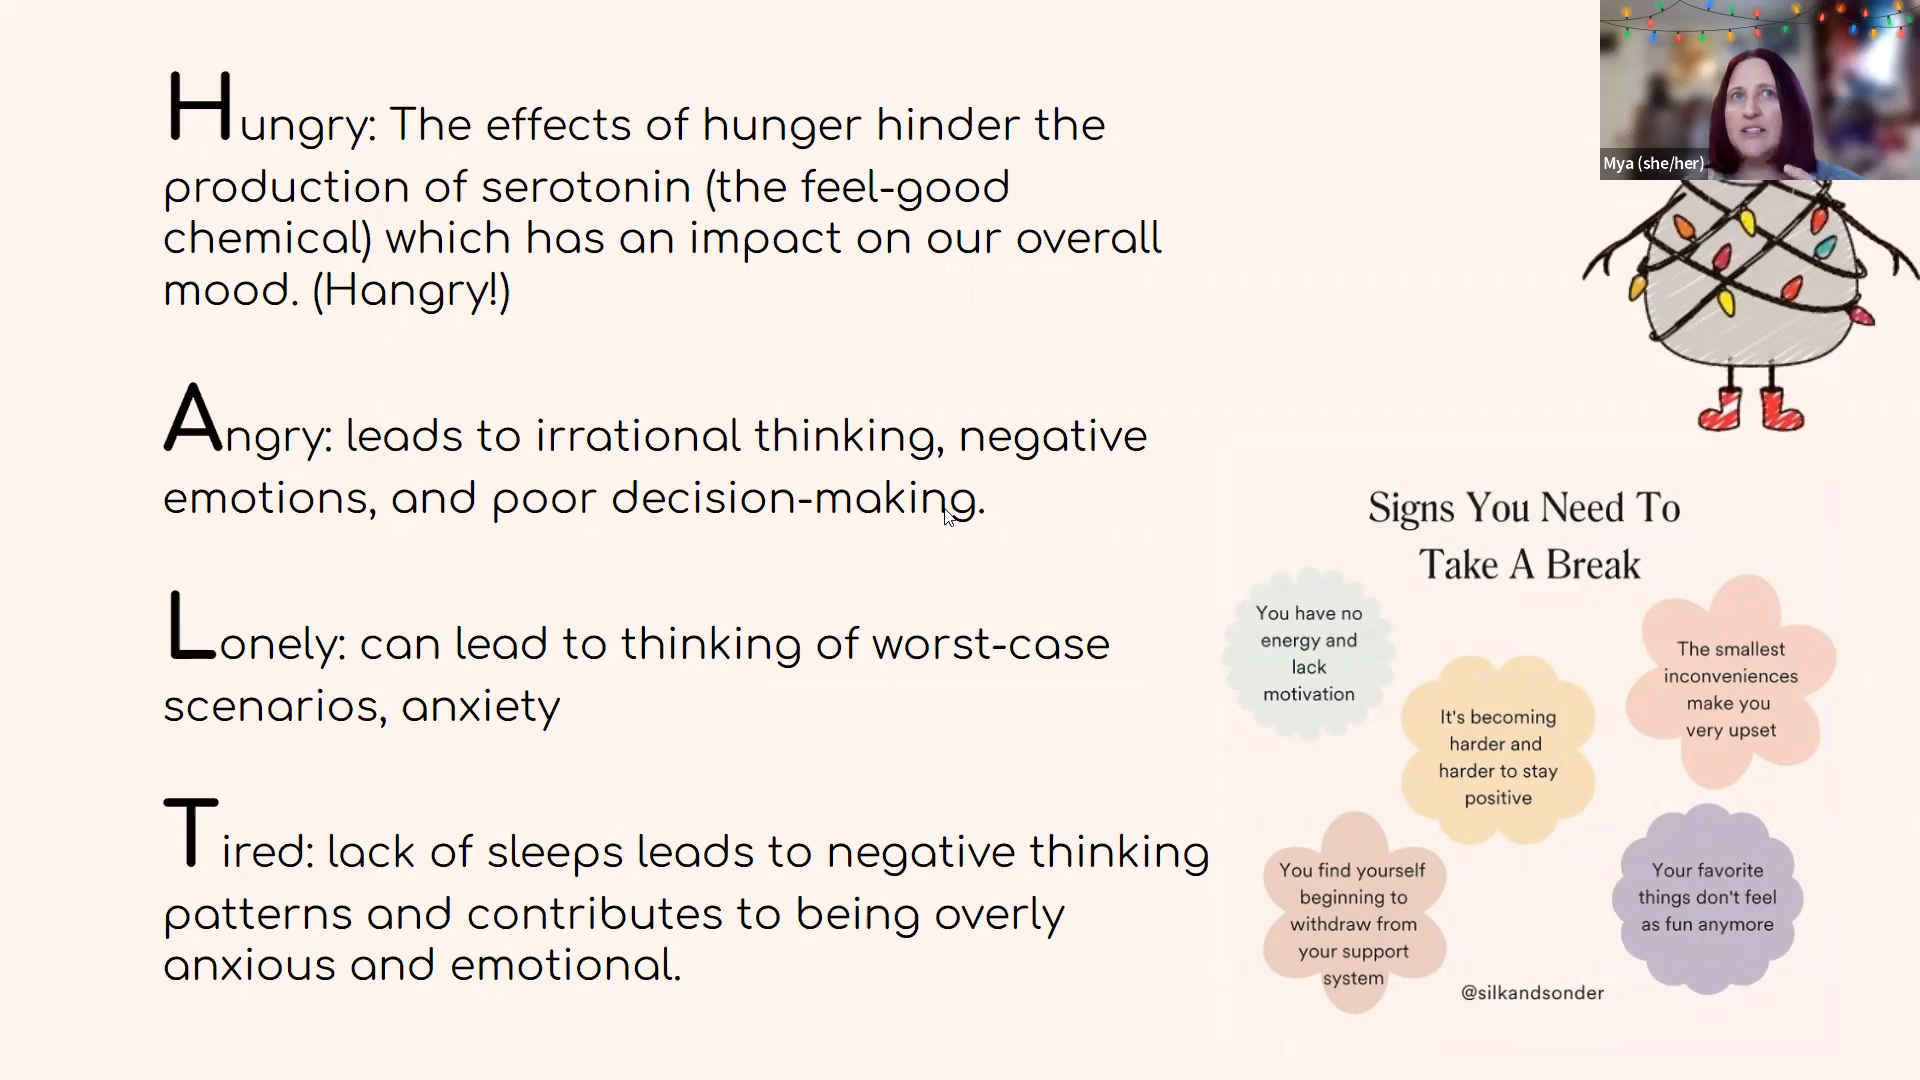 Hungry: The effects of hunger hinder the
production of serotonin (the feel-good
chemical) which has an impact on our overall
mood. (Hangry!)
Angry: leads to irrational thinking, negative
emotions, and poor decision-making.
Lonely: can lead to thinking of worst-case
scenarios, anxiety
Tired: lack of sleeps leads to negative thinking
patterns and contributes to being overly
anxious and emotional.
Mya (she/her)
Signs You Need To
Take A Break
You have no
energy and
lack
motivation
The smallest
inconveniences
make you
very upset
It's becoming
harder and
harder to stay
positive
You find yourself
beginning to
withdraw from
your support
system
Your favorite
things don't feel
as fun anymore
@silkandsonder